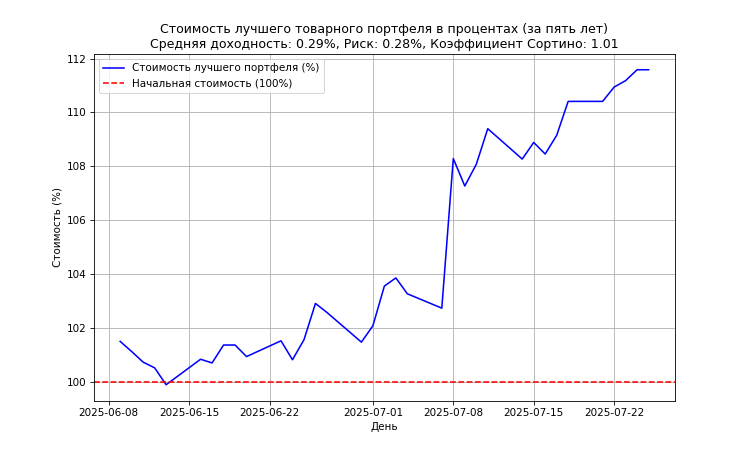 Стоимость лучшего товарного портфеля в процентах (за пять лет)
Средняя доходность: 0.29%, Риск: 0.28%, Коэффициент Сортино: 1.01
Стоимость лучшего портфеля (%)
Начальная стоимость (100%)
Стоимость (%)
112
110
108
106
104
102
100
2025-06-08
2025-06-15
2025-06-22
2025-07-01
2025-07-08
2025-07-15
2025-07-22
День